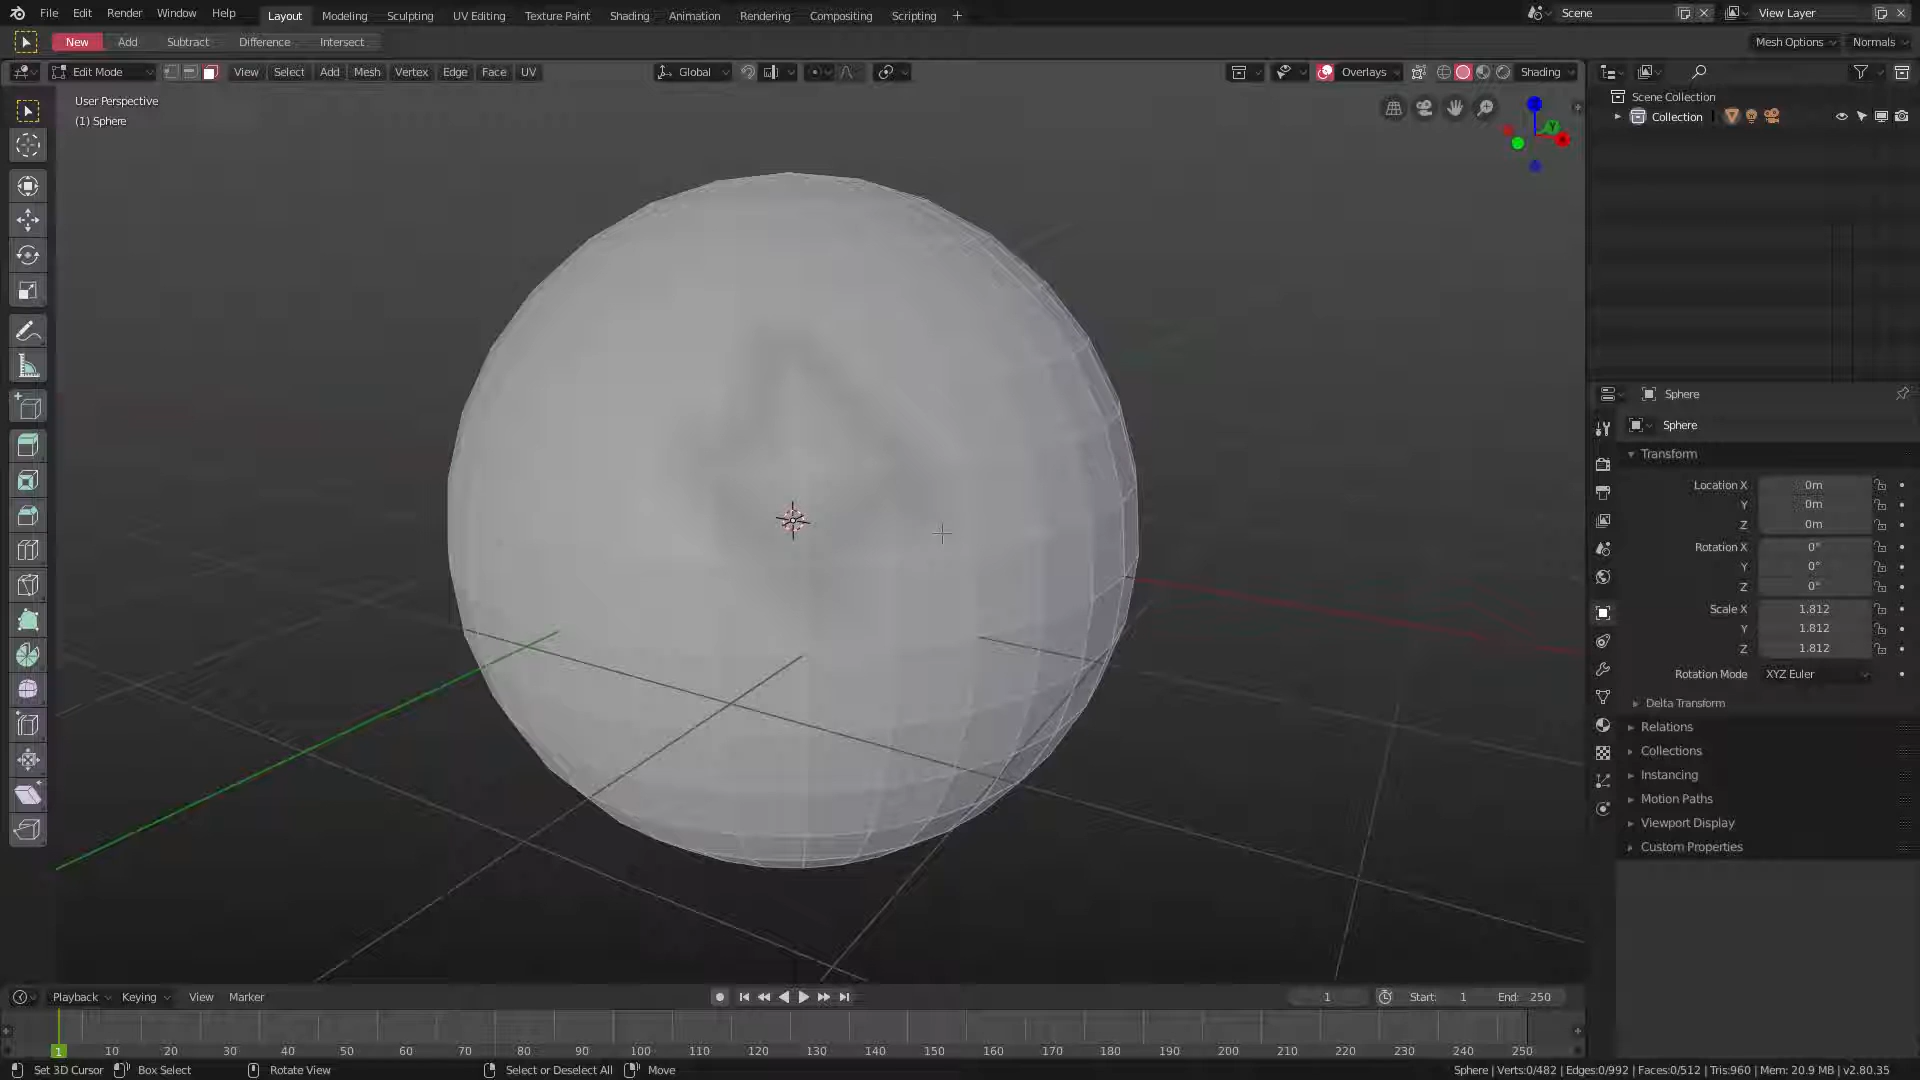 File Edit Render Window Help Layout Modeling Sculpting UV Editing Texture Paint Shading Animation Rendering Compositing Scripting + Scene View Layer
New Add Subtract Difference Intersect Mesh Options Normals
Edit Mode View Select Add Mesh Vertex Edge Face UV Global Overlays Shading
User Perspective
(1) Sphere
Y
Scene Collection
Collection
Sphere
Sphere
Transform
Location X 0m
Y 0m
Z 0m
Rotation X 0°
Y 0°
Z 0°
Scale X 1.812
Y 1.812
Z 1.812
Rotation Mode XYZ Euler
Delta Transform
Relations
Collections
Instancing
Motion Paths
Viewport Display
Custom Properties
Playback Keying View Marker 1 Start: 1 End: 250
1 10 20 30 40 50 60 70 80 90 100 110 120 130 140 150 160 170 180 190 200 210 220 230 240 250
Set 3D Cursor Box Select Rotate View Select or Deselect All Move Sphere | Verts:0/482 | Edges:0/992 | Faces:0/512 | Tris:960 | Mem: 20.9 MB | v2.80.35